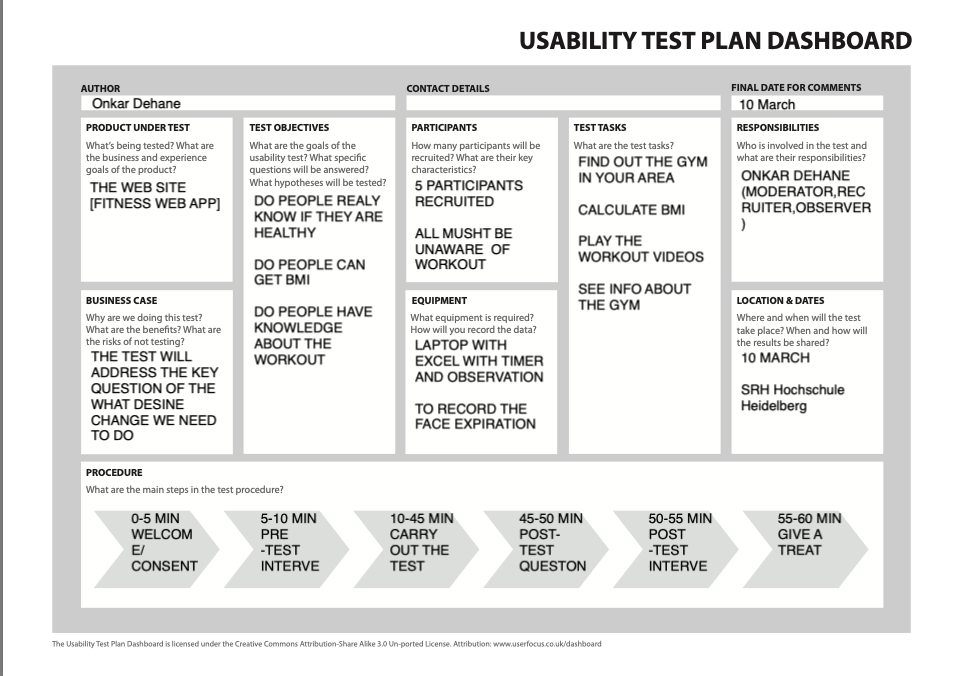 USABILITY TEST PLAN DASHBOARD
AUTHOR
Onkar Dehane
CONTACT DETAILS
FINAL DATE FOR COMMENTS
10 March
PRODUCT UNDER TEST
What's being tested? What are
the business and experience
goals of the product?
THE WEB SITE
[FITNESS WEB APP]
BUSINESS CASE
Why are we doing this test?
What are the benefits? What are
the risks of not testing?
THE TEST WILL
ADDRESS THE KEY
QUESTION OF THE
WHAT DESINE
CHANGE WE NEED
TO DO
TEST OBJECTIVES
What are the goals of the
usability test? What specific
questions will be answered?
What hypotheses will be tested?
DO PEOPLE REALY
KNOW IF THEY ARE
HEALTHY
DO PEOPLE CAN
GET BMI
DO PEOPLE HAVE
KNOWLEDGE
ABOUT THE
WORKOUT
PARTICIPANTS
How many participants will be
recruited? What are their key
characteristics?
5 PARTICIPANTS
RECRUITED
ALL MUSHT BE
UNAWARE OF
WORKOUT
EQUIPMENT
What equipment is required?
How will you record the data?
LAPTOP WITH
EXCEL WITH TIMER
AND OBSERVATION
TO RECORD THE
FACE EXPIRATION
TEST TASKS
What are the test tasks?
FIND OUT THE GYM
IN YOUR AREA
CALCULATE BMI
PLAY THE
WORKOUT VIDEOS
SEE INFO ABOUT
THE GYM
RESPONSIBILITIES
Who is involved in the test and
what are their responsibilities?
ONKAR DEHANE
(MODERATOR,REC
RUITER,OBSERVER
)
LOCATION & DATES
Where and when will the test
take place? When and how will
the results be shared?
10 MARCH
SRH Hochschule
Heidelberg
PROCEDURE
What are the main steps in the test procedure?
0-5 MIN
WELCOM
E/
CONSENT
5-10 MIN
PRE
-TEST
INTERVE
10-45 MIN
CARRY
OUT THE
TEST
45-50 MIN
POST-
TEST
QUESTON
50-55 MIN
POST
-TEST
INTERVE
55-60 MIN
GIVE A
TREAT
The Usability Test Plan Dashboard is licensed under the Creative Commons Attribution-Share Alike 3.0 Un-ported License. Attribution: www.userfocus.co.uk/dashboard